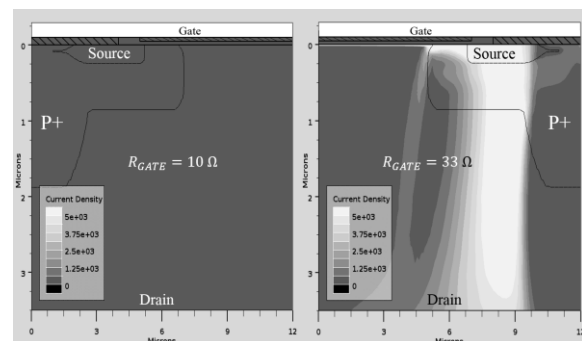 Gate
Source
P+
R_GATE = 10 Ω
Current Density
5e+03
3.75e+03
2.5e+03
1.25e+03
0
Drain
0
1
2
3
Microns
0
3
6
9
12
Microns
Gate
Source
P+
R_GATE = 33 Ω
Current Density
5e+03
3.75e+03
2.5e+03
1.25e+03
0
Drain
0
1
2
3
Microns
0
3
6
9
12
Microns